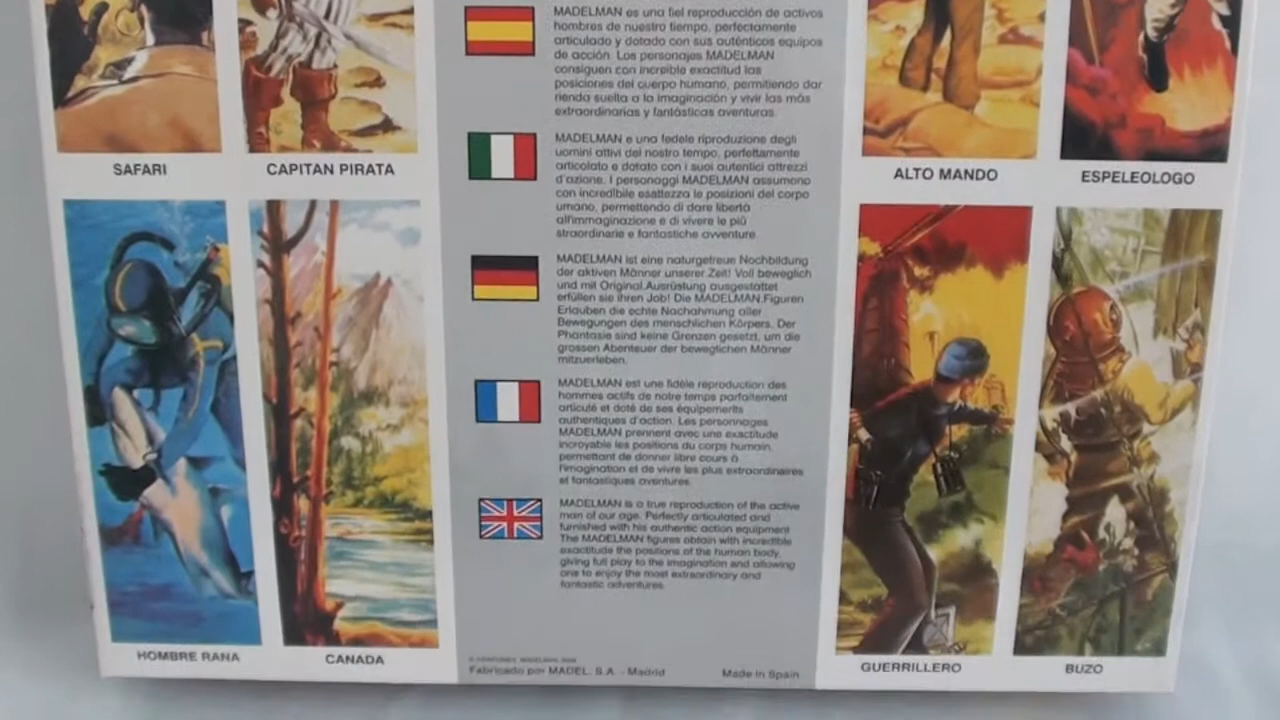 SAFARI
CAPITAN PIRATA
HOMBRE RANA
CANADA
MADELMAN es una fiel reproducción de activos
hombres de nuestro tiempo, perfectamente
articulado y dotado con sus auténticos equipos
de acción. Los personajes MADELMAN
consiguen con increible exactitud las
posiciones del cuerpo humano, permitiendo dar
rienda suelta a la imaginación y vivir las más
extraordinarias y fantásticas aventuras.
MADELMAN e una fedele riproduzione degli
uomini attivi del nostro tempo, perfettamente
articolato e dotato con i suoi autentici attrezzi
d'azione. I personaggi MADELMAN assumono
con incredibile esattezza le posizioni del corpo
umano, permettendo di dare libertà
all'immaginazione e di vivere le più
straordinarie e fantastiche avventure.
MADELMAN ist eine naturgetreue Nochbildung
der aktiven Männer unserer Zeit! Voll beweglich
und mit Original.Ausrüstung ausgestattet
erfüllen sie ihren Job! Die MADELMAN.Figuren
Erlauben die echte Nachahmung aller
Bewegungen des menschlichen Körpers. Der
Phantasie sind keine Grenzen gesetzt, um die
grossen Abenteuer der beweglichen Männer
mitzuerleben.
MADELMAN est une fidèle reproduction des
hommes actifs de notre temps parfaitement
articulé et doté de ses équipements
authentiques d'action. Les personnages
MADELMAN prennent avec une exactitude
incroyable les positions du corps humain,
permettant de donner libre cours à
l'imagination et de vivre les plus extraordinaires
et fantastiques aventures.
MADELMAN is a true reproduction of the active
man of our age. Perfectly articulated and
furnished with his authentic action equipment
The MADELMAN figures obtain with incredible
exactitude the positions of the human body,
giving full play to the imagination and allowing
one to enjoy the most extraordinary and
fantastic adventures.
Fabricado por MADEL, S.A. - Madrid
Made In Spain
ALTO MANDO
ESPELEOLOGO
GUERRILLERO
BUZO